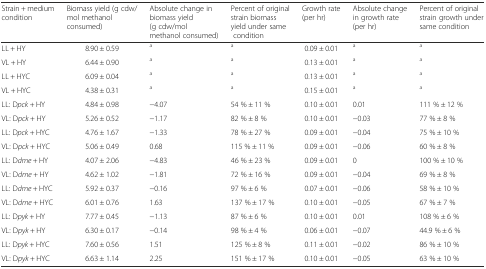 Strain + medium condition | Biomass yield (g cdw/mol methanol consumed) | Absolute change in biomass yield (g cdw/mol methanol consumed) | Percent of original strain biomass yield under same condition | Growth rate (per hr) | Absolute change in growth rate (per hr) | Percent of original strain growth under same condition
LL + HY 8.90 ± 0.59 a a 0.09 ± 0.01 a a
VL + HY 6.44 ± 0.90 a a 0.13 ± 0.01 a a
LL + HYC 6.09 ± 0.04 a a 0.13 ± 0.01 a a
VL + HYC 4.38 ± 0.31 a a 0.15 ± 0.01 a a
LL: Dpck + HY 4.84 ± 0.98 −4.07 54 % ± 11 % 0.10 ± 0.01 0.01 111 % ± 12 %
VL: Dpck + HY 5.26 ± 0.52 −1.17 82 % ± 8 % 0.10 ± 0.01 −0.03 77 % ± 8 %
LL: Dpck + HYC 4.76 ± 1.67 −1.33 78 % ± 27 % 0.09 ± 0.01 −0.04 75 % ± 10 %
VL: Dpck + HYC 5.06 ± 0.49 0.68 115 % ± 11 % 0.09 ± 0.01 −0.06 60 % ± 8 %
LL: Ddme + HY 4.07 ± 2.06 −4.83 46 % ± 23 % 0.09 ± 0.01 0 100 % ± 10 %
VL: Ddme + HY 4.62 ± 1.02 −1.81 72 % ± 16 % 0.09 ± 0.01 −0.04 69 % ± 8 %
LL: Ddme + HYC 5.92 ± 0.37 −0.16 97 % ± 6 % 0.07 ± 0.01 −0.06 58 % ± 10 %
VL: Ddme + HYC 6.01 ± 0.76 1.63 137 % ± 17 % 0.10 ± 0.01 −0.05 67 % ± 7 %
LL: Dpyk + HY 7.77 ± 0.45 −1.13 87 % ± 6 % 0.10 ± 0.01 0.01 108 % ± 6 %
VL: Dpyk + HY 6.30 ± 0.17 −0.14 98 % ± 4 % 0.06 ± 0.01 −0.07 44.9 % ± 6 %
LL: Dpyk + HYC 7.60 ± 0.56 1.51 125 % ± 8 % 0.11 ± 0.01 −0.02 86 % ± 10 %
VL: Dpyk + HYC 6.63 ± 1.14 2.25 151 % ± 17 % 0.10 ± 0.01 −0.05 63 % ± 10 %